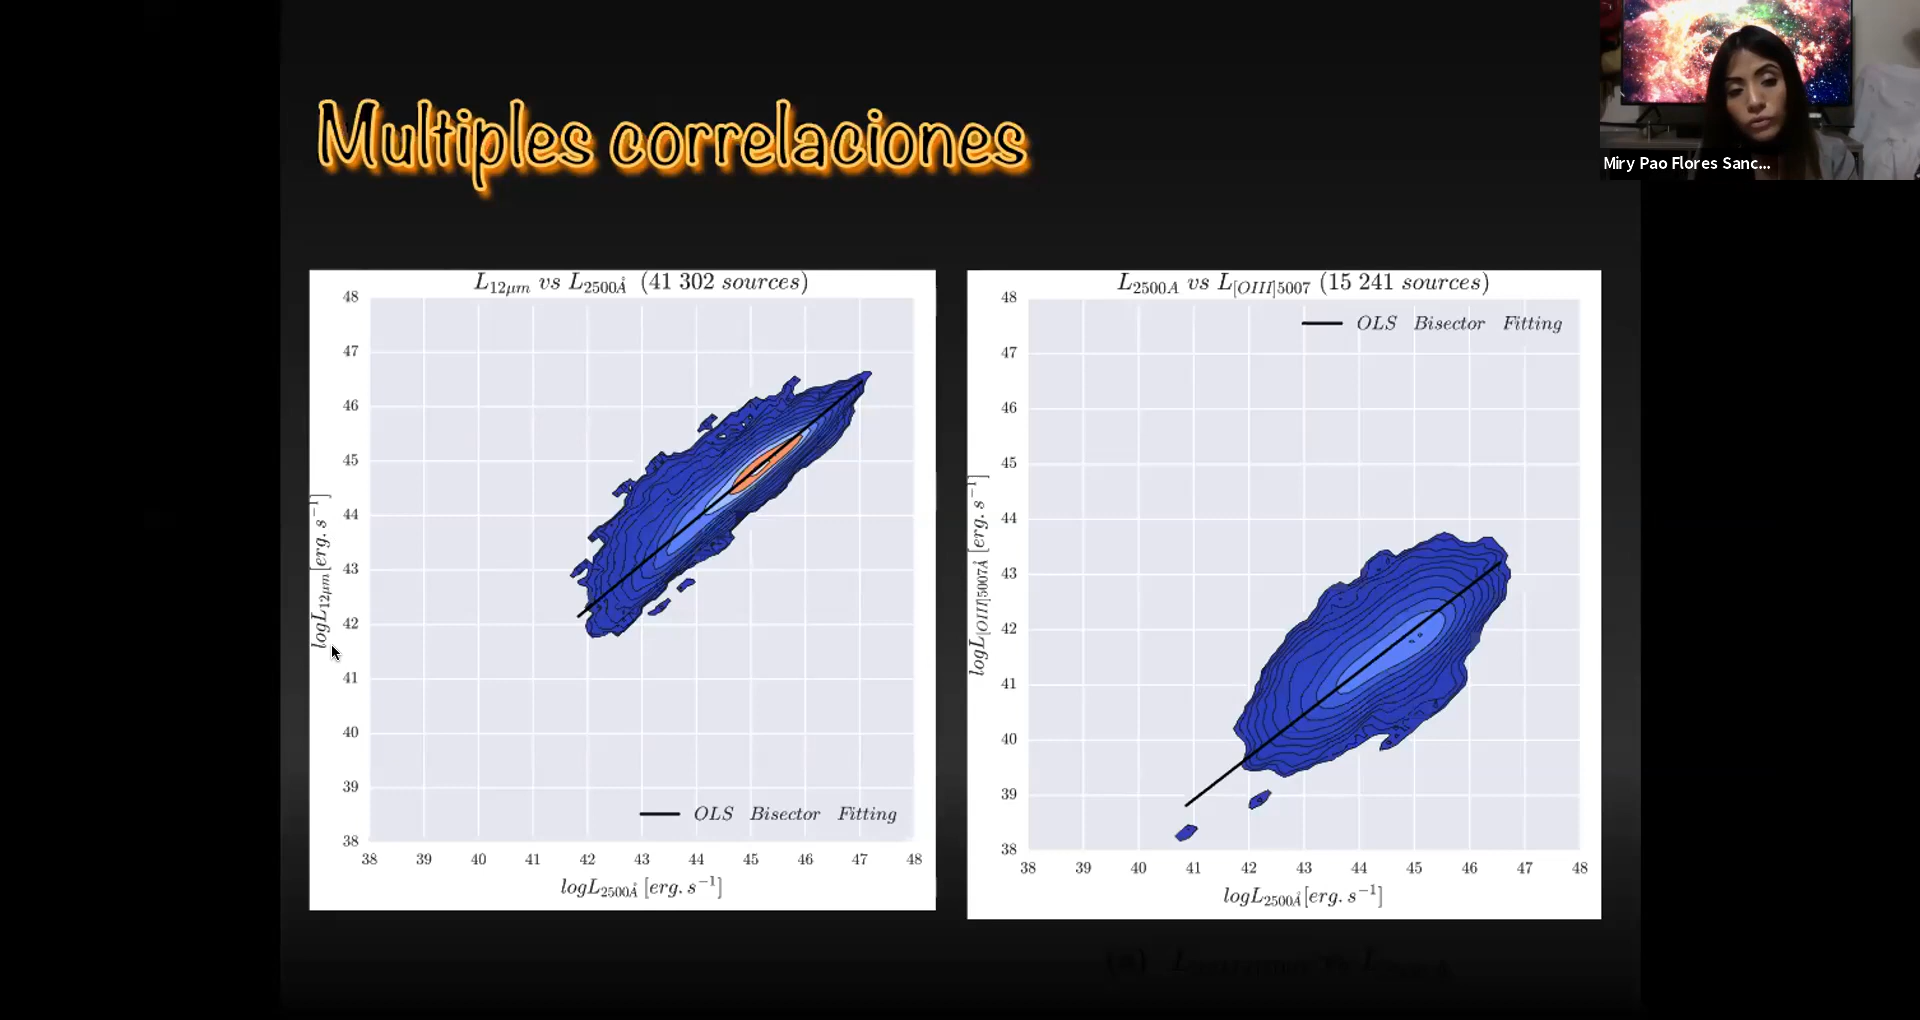 Multiples correlaciones
Miry Pao Flores Sanc...
L₁₂μm vs L₂₅₀₀Å (41 302 sources)
48
47
46
45
44
43
42
41
40
39
38
logL₁₂μm [erg. s⁻¹]
OLS Bisector Fitting
38 39 40 41 42 43 44 45 46 47 48
logL₂₅₀₀Å [erg. s⁻¹]
L₂₅₀₀A vs L[OIII]5007 (15 241 sources)
48
47
46
45
44
43
42
41
40
39
38
logL[OIII]5007Å [erg. s⁻¹]
OLS Bisector Fitting
38 39 40 41 42 43 44 45 46 47 48
logL₂₅₀₀Å [erg. s⁻¹]